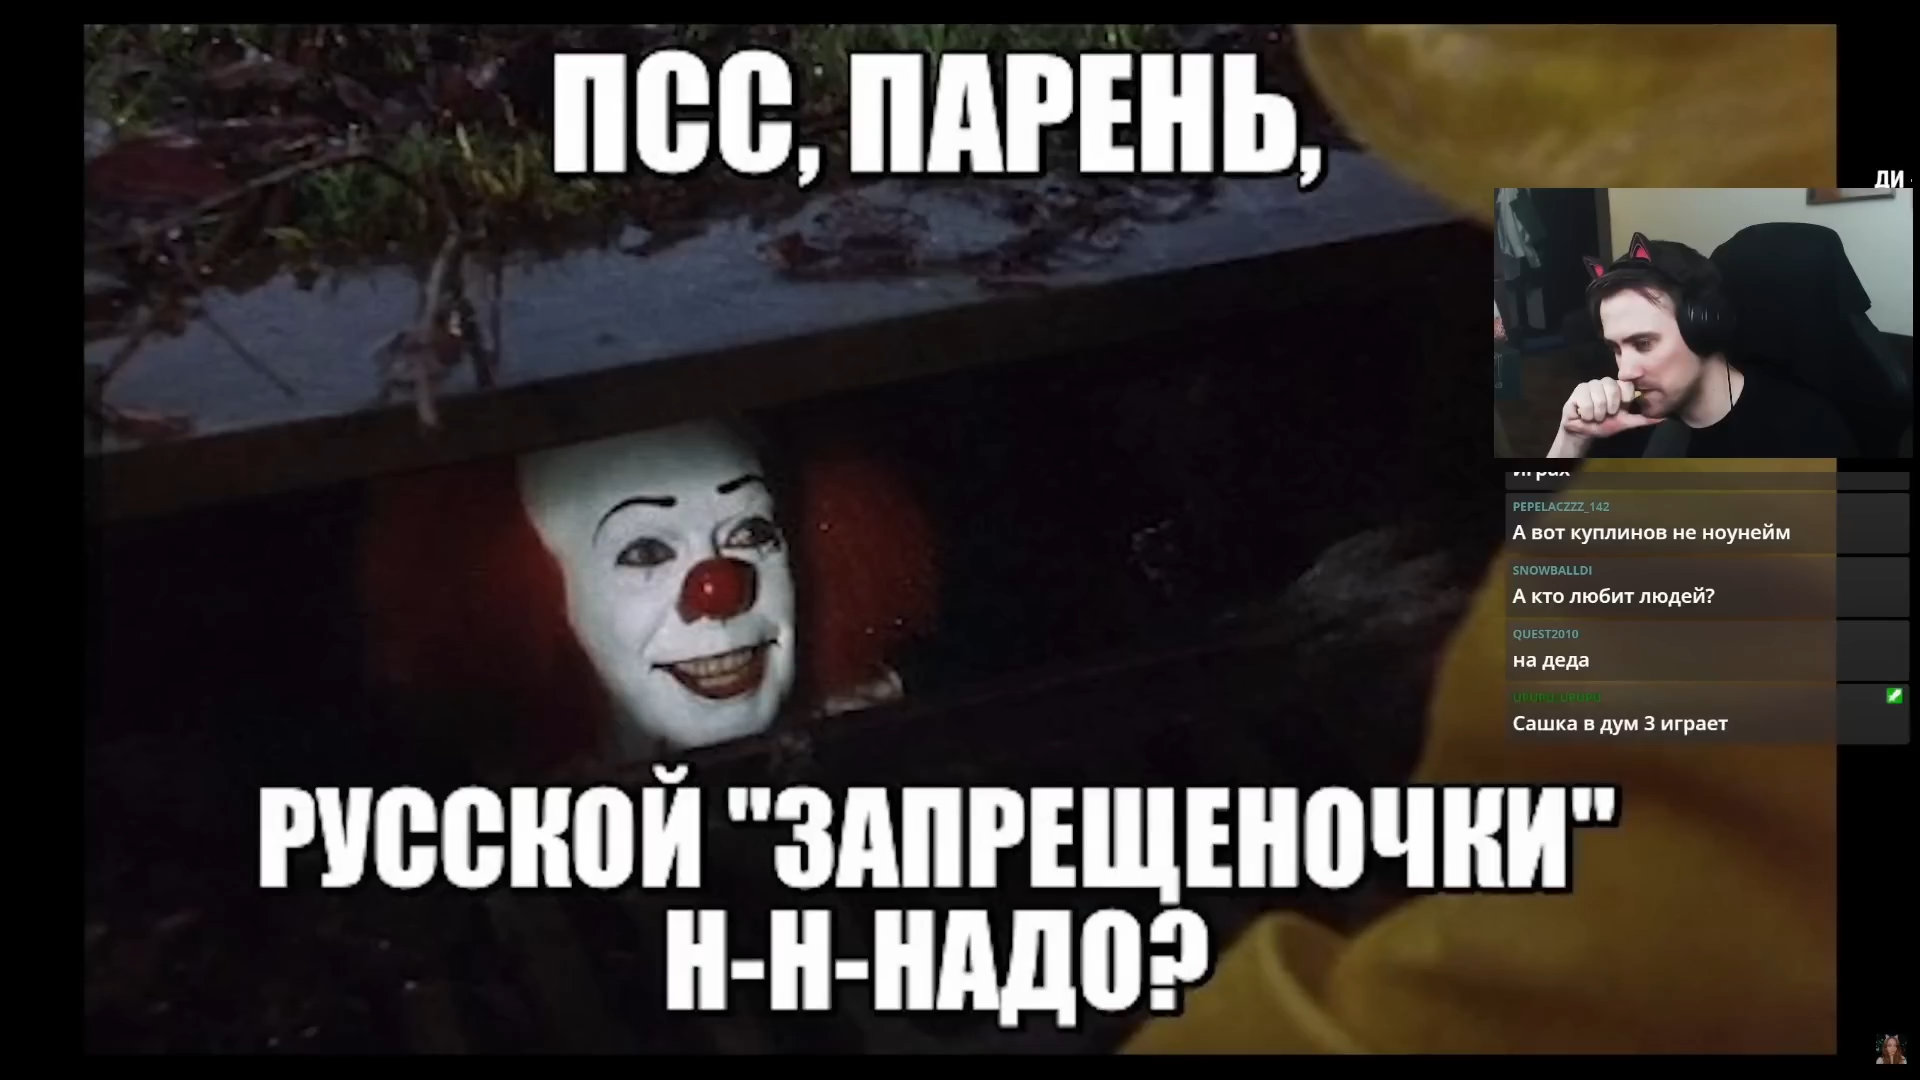 ПСС, ПАРЕНЬ,
ДИ
играх
PEPELACZZZ_142
А вот куплинов не ноунейм
SNOWBALLDI
А кто любит людей?
QUEST2010
на деда
Сашка в дум 3 играет
РУССКОЙ "ЗАПРЕЩЕНОЧКИ"
Н-Н-НАДО?